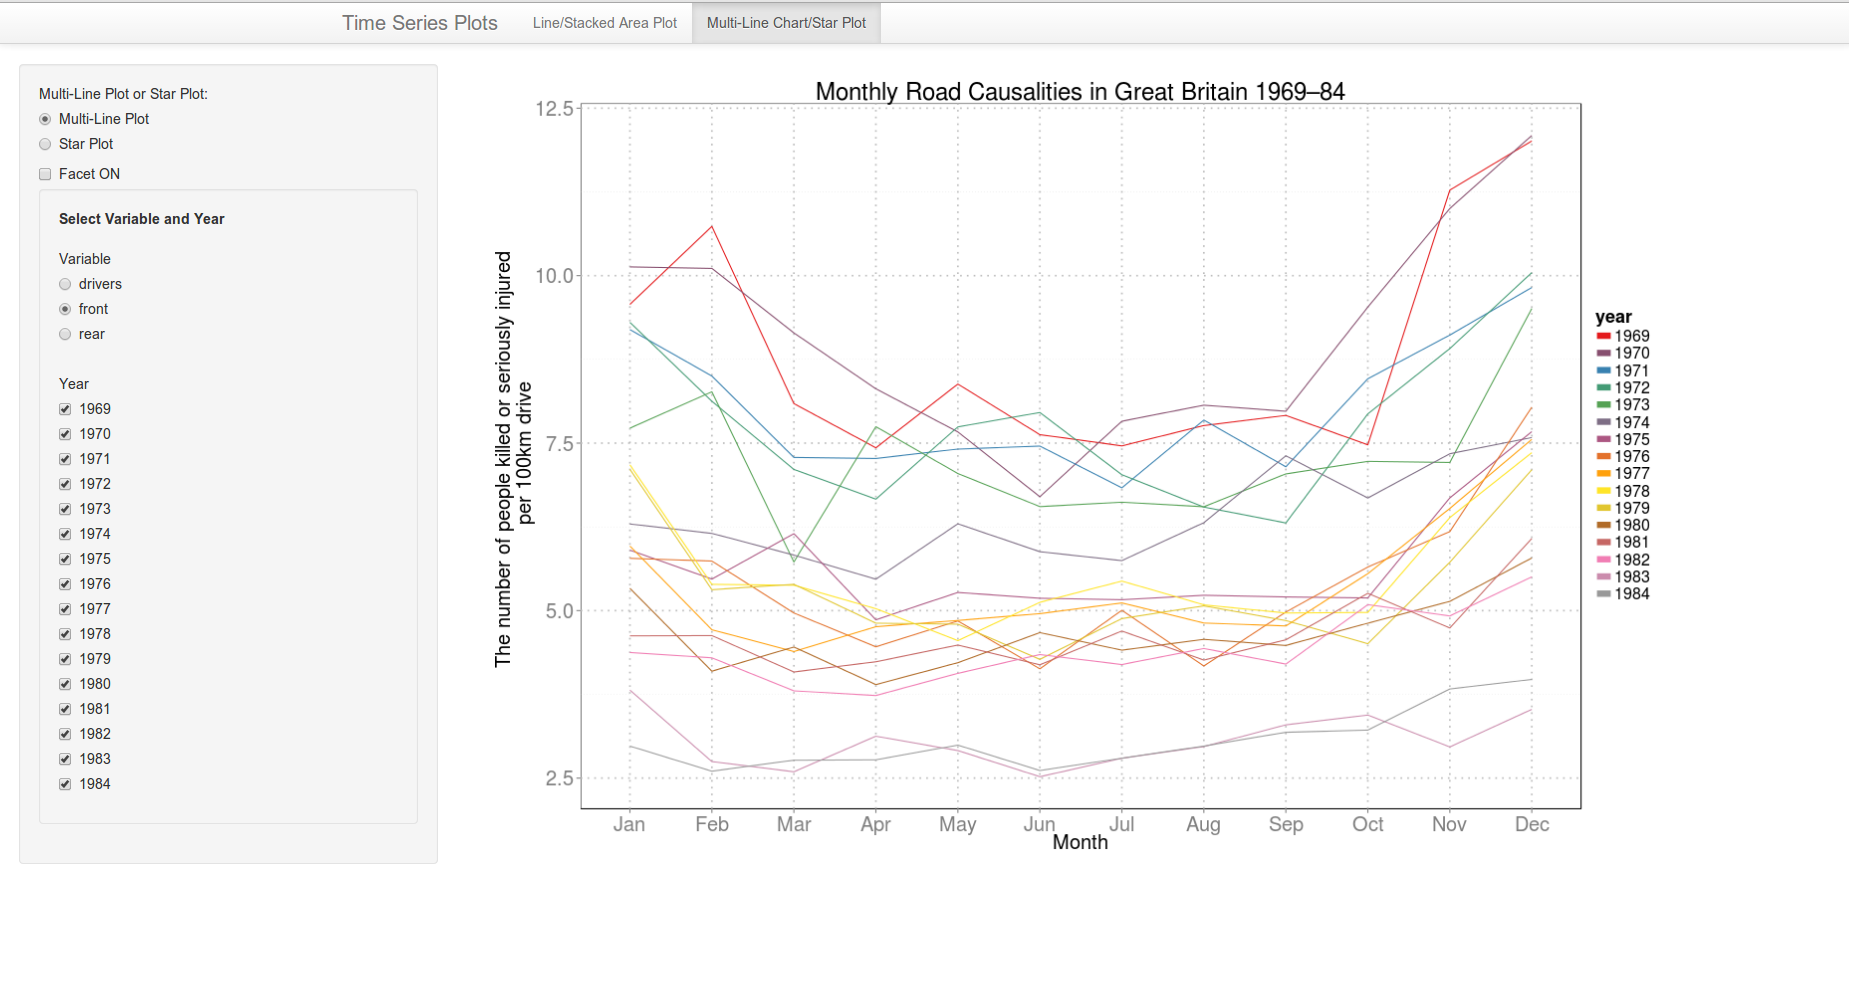 Time Series Plots Line/Stacked Area Plot Multi-Line Chart/Star Plot
Multi-Line Plot or Star Plot:
Multi-Line Plot
Star Plot
Facet ON
Select Variable and Year
Variable
drivers
front
rear
Year
1969
1970
1971
1972
1973
1974
1975
1976
1977
1978
1979
1980
1981
1982
1983
1984
Monthly Road Causalities in Great Britain 1969–84
The number of people killed or seriously injured
per 100km drive
12.5
10.0
7.5
5.0
2.5
Jan Feb Mar Apr May Jun Jul Aug Sep Oct Nov Dec
Month
year
1969
1970
1971
1972
1973
1974
1975
1976
1977
1978
1979
1980
1981
1982
1983
1984